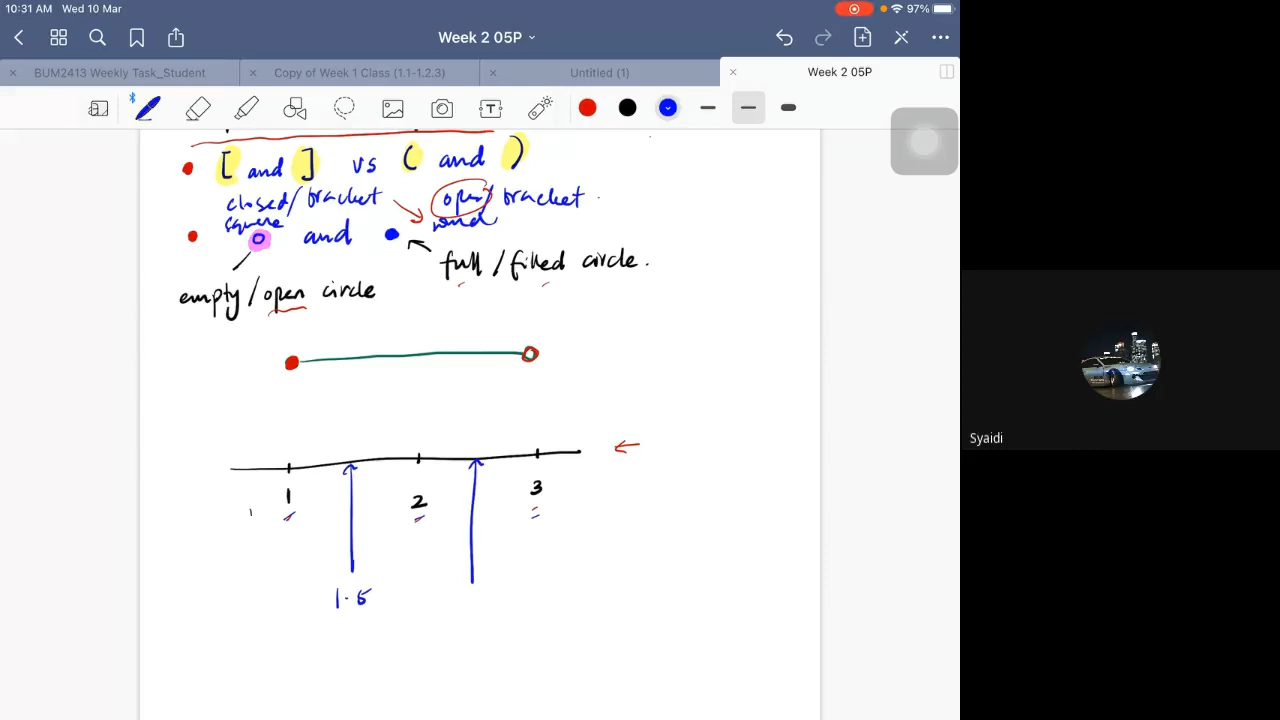 10:31 AM Wed 10 Mar
97%
Week 2 05P
BUM2413 Weekly Task_Student
Copy of Week 1 Class (1.1-1.2.3)
Untitled (1)
Week 2 05P
[ and ] vs ( and )
closed/bracket open/bracket.
square
and
full/filled circle.
empty/open circle
1 2 3
1.5
Syaidi